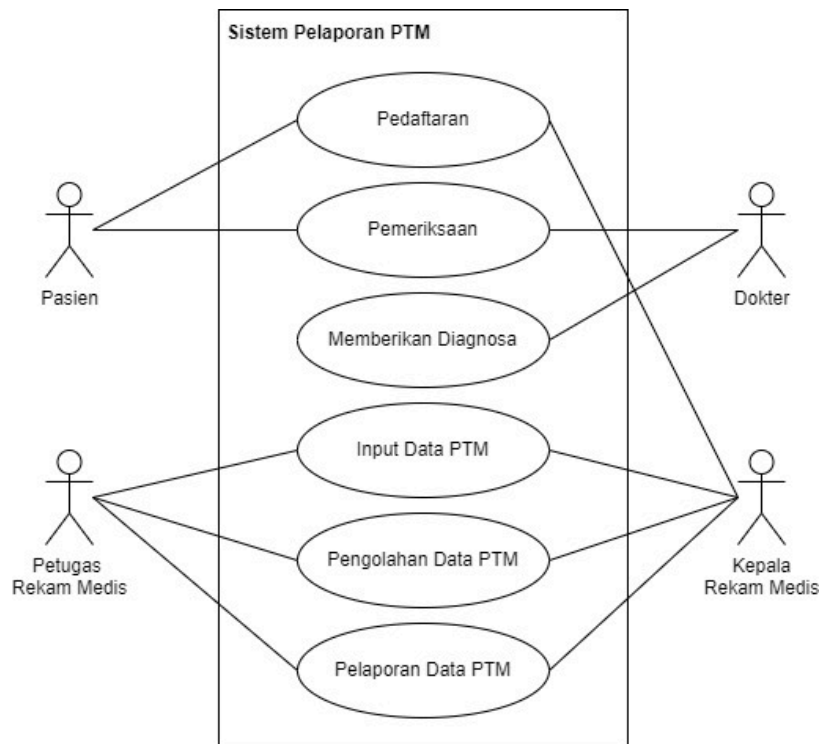 Sistem Pelaporan PTM
Pedaftaran
Pemeriksaan
Pasien
Dokter
Memberikan Diagnosa
Input Data PTM
Petugas
Rekam Medis
Pengolahan Data PTM
Kepala
Rekam Medis
Pelaporan Data PTM